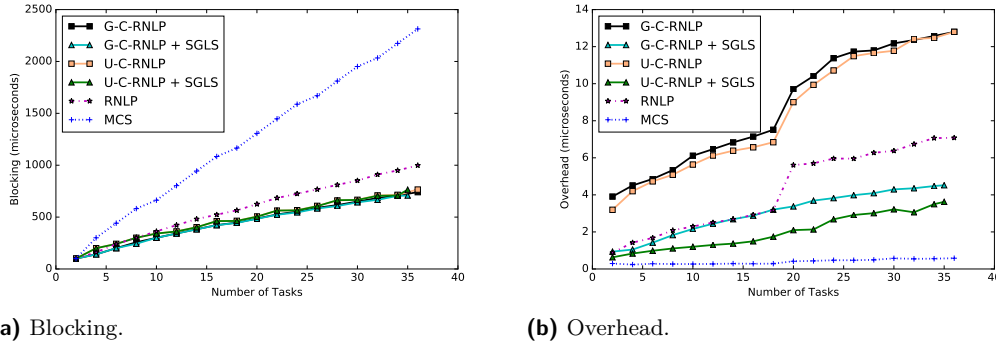 2500
2000
1500
1000
500
0
Blocking (microseconds)
G-C-RNLP
G-C-RNLP + SGLS
U-C-RNLP
U-C-RNLP + SGLS
RNLP
MCS
0 5 10 15 20 25 30 35 40
Number of Tasks
a) Blocking.
14
12
10
8
6
4
2
0
Overhead (microseconds)
G-C-RNLP
G-C-RNLP + SGLS
U-C-RNLP
U-C-RNLP + SGLS
RNLP
MCS
0 5 10 15 20 25 30 35 40
Number of Tasks
(b) Overhead.